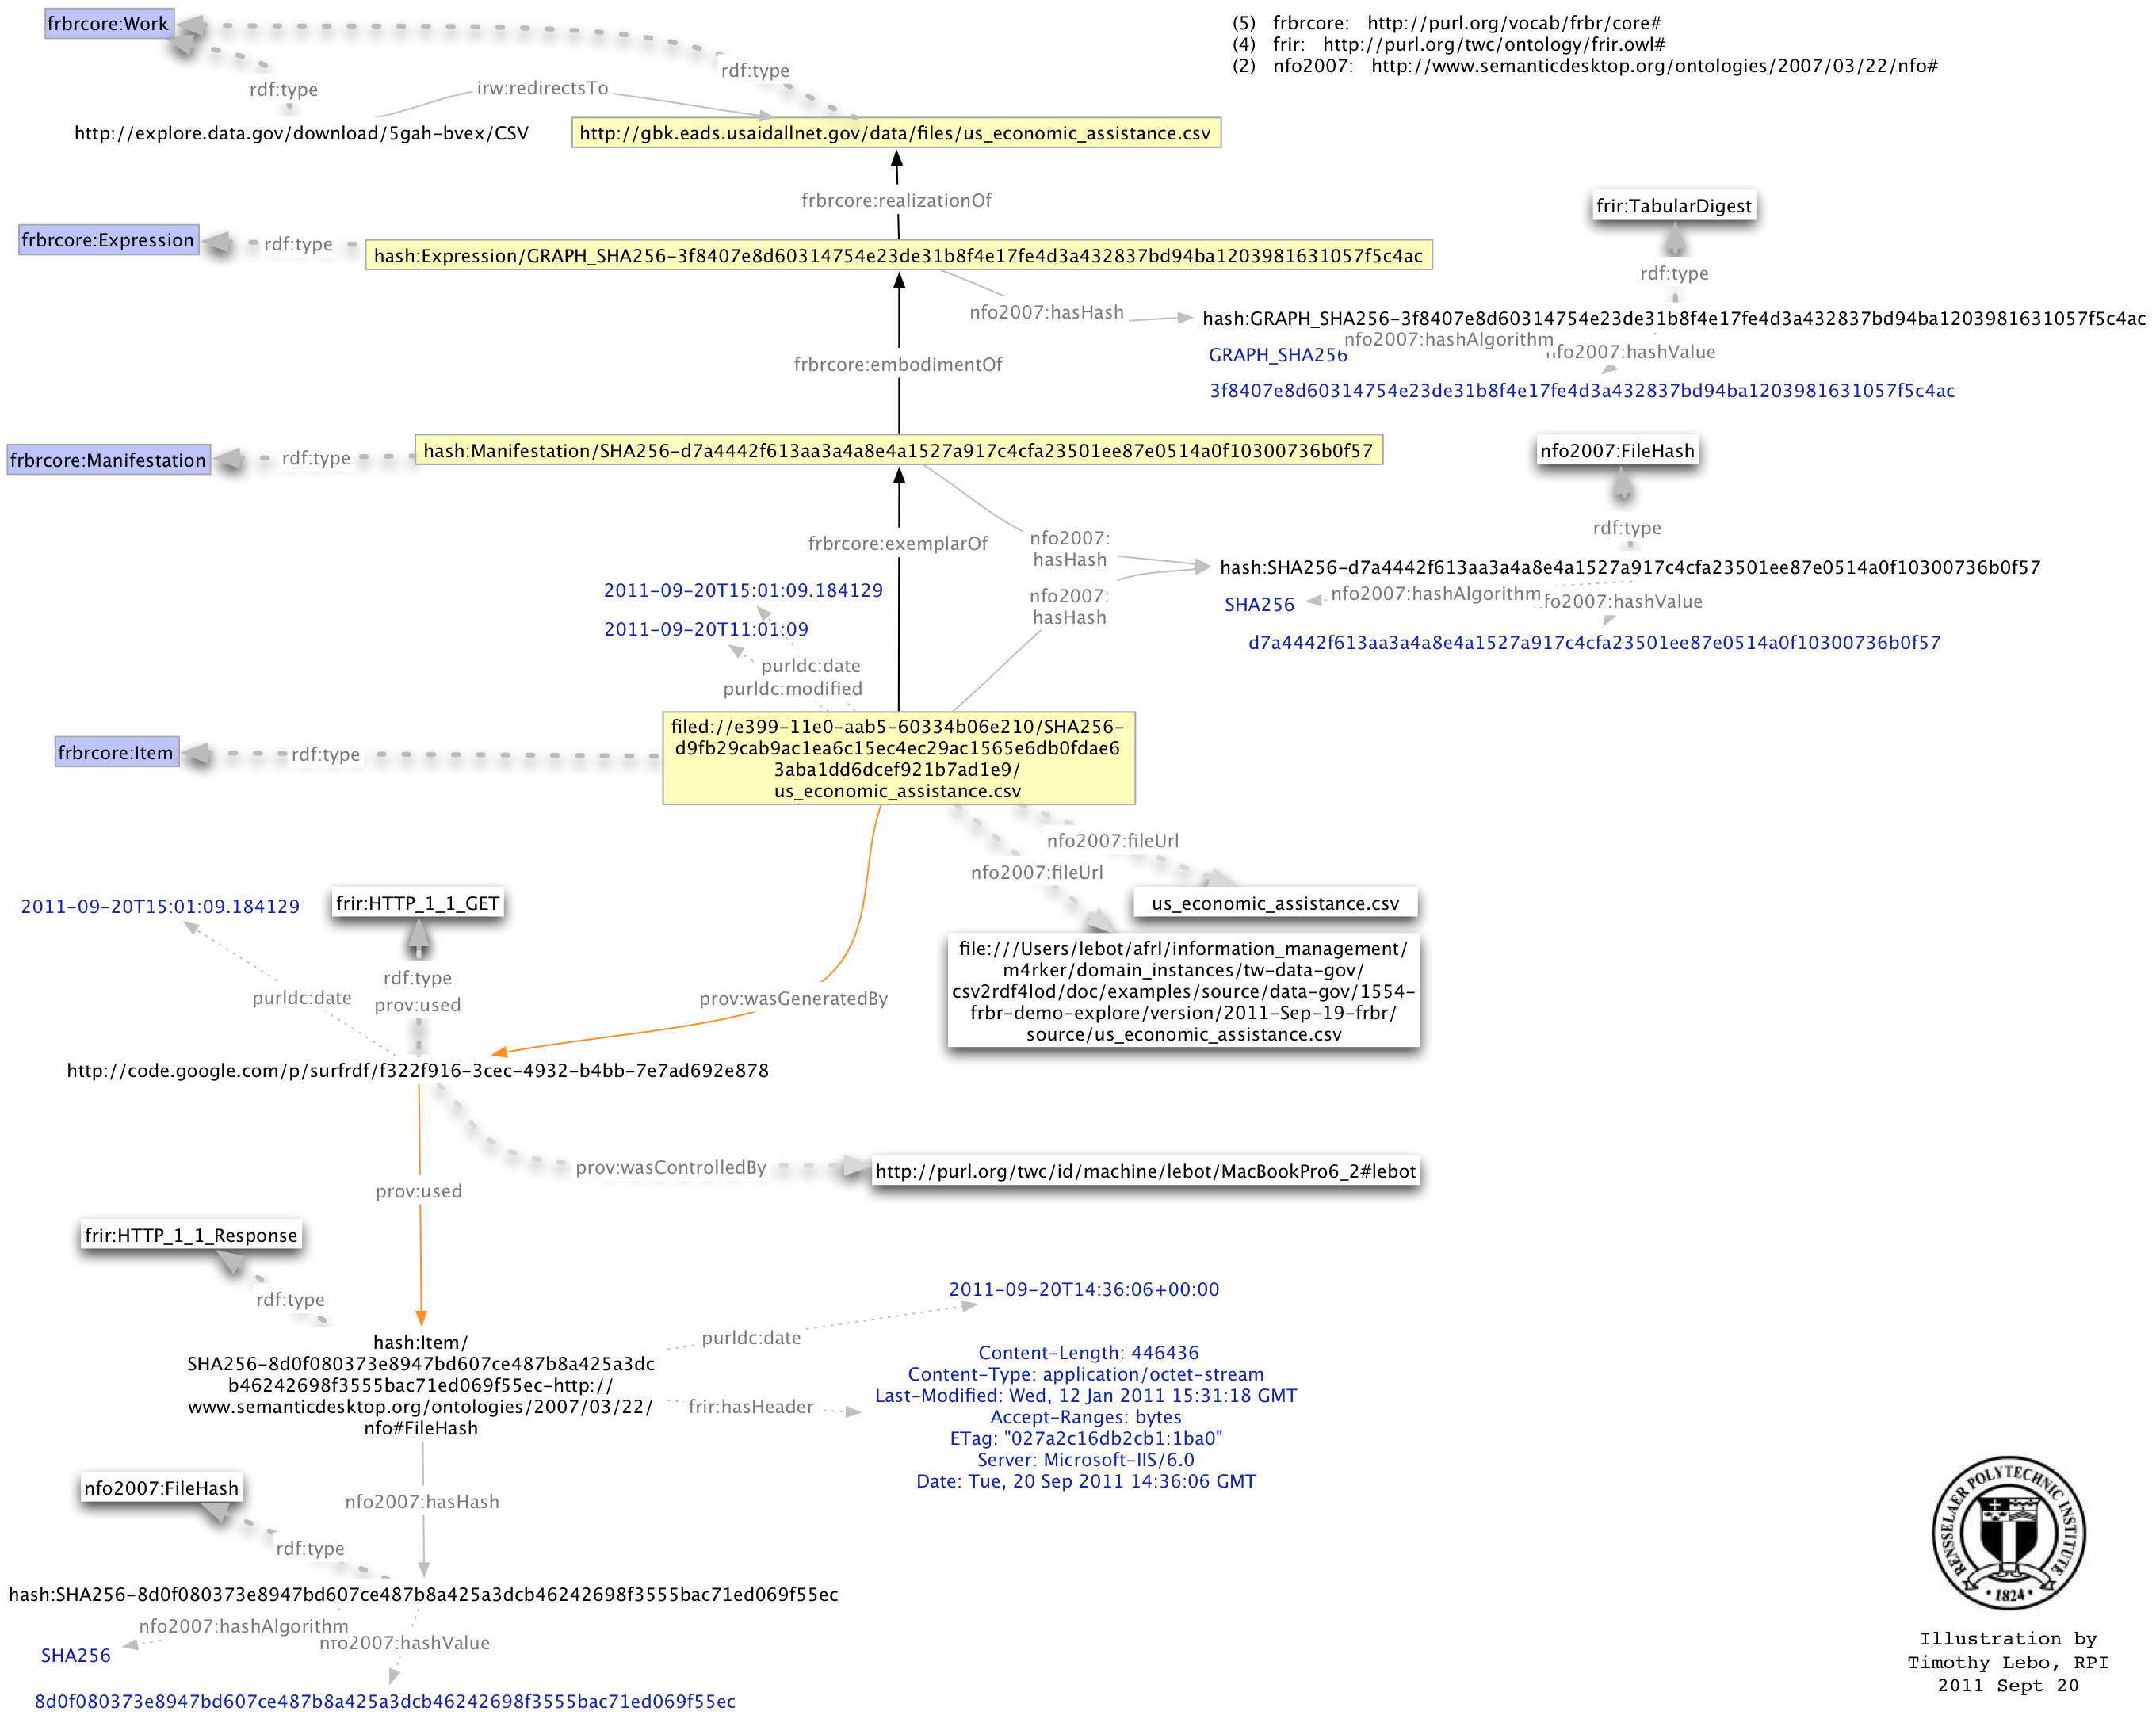 frbrcore:Work
(5) frbrcore: http://purl.org/vocab/frbr/core#
(4) frir: http://purl.org/twc/ontology/frir.owl#
(2) nfo2007: http://www.semanticdesktop.org/ontologies/2007/03/22/nfo#
rdf:type
rdf:type
irw:redirectsTo
http://explore.data.gov/download/5gah-bvex/CSV
http://gbk.eads.usaidallnet.gov/data/files/us_economic_assistance.csv
frbrcore:realizationOf
frir:TabularDigest
frbrcore:Expression
rdf:type
hash:Expression/GRAPH_SHA256-3f8407e8d60314754e23de31b8f4e17fe4d3a432837bd94ba1203981631057f5c4ac
rdf:type
nfo2007:hasHash
hash:GRAPH_SHA256-3f8407e8d60314754e23de31b8f4e17fe4d3a432837bd94ba1203981631057f5c4ac
nfo2007:hashAlgorithm
GRAPH_SHA256
nfo2007:hashValue
frbrcore:embodimentOf
3f8407e8d60314754e23de31b8f4e17fe4d3a432837bd94ba1203981631057f5c4ac
frbrcore:Manifestation
rdf:type
hash:Manifestation/SHA256-d7a4442f613aa3a4a8e4a1527a917c4cfa23501ee87e0514a0f10300736b0f57
nfo2007:FileHash
rdf:type
frbrcore:exemplarOf
nfo2007:
hasHash
hash:SHA256-d7a4442f613aa3a4a8e4a1527a917c4cfa23501ee87e0514a0f10300736b0f57
2011-09-20T15:01:09.184129
nfo2007:
hasHash
nfo2007:hashAlgorithm
SHA256
nfo2007:hashValue
2011-09-20T11:01:09
d7a4442f613aa3a4a8e4a1527a917c4cfa23501ee87e0514a0f10300736b0f57
purldc:date
purldc:modified
frbrcore:Item
rdf:type
filed://e399-11e0-aab5-60334b06e210/SHA256-
d9fb29cab9ac1ea6c15ec4ec29ac1565e6db0fdae6
3aba1dd6dcef921b7ad1e9/
us_economic_assistance.csv
nfo2007:fileUrl
nfo2007:fileUrl
us_economic_assistance.csv
file:///Users/lebot/afrl/information_management/
m4rker/domain_instances/tw-data-gov/
csv2rdf4lod/doc/examples/source/data-gov/1554-
frbr-demo-explore/version/2011-Sep-19-frbr/
source/us_economic_assistance.csv
2011-09-20T15:01:09.184129
frir:HTTP_1_1_GET
rdf:type
purldc:date
prov:used
prov:wasGeneratedBy
http://code.google.com/p/surfrdf/f322f916-3cec-4932-b4bb-7e7ad692e878
prov:wasControlledBy
http://purl.org/twc/id/machine/lebot/MacBookPro6_2#lebot
prov:used
frir:HTTP_1_1_Response
rdf:type
hash:Item/
SHA256-8d0f080373e8947bd607ce487b8a425a3dc
b46242698f3555bac71ed069f55ec-http://
www.semanticdesktop.org/ontologies/2007/03/22/
nfo#FileHash
purldc:date
2011-09-20T14:36:06+00:00
frir:hasHeader
Content-Length: 446436
Content-Type: application/octet-stream
Last-Modified: Wed, 12 Jan 2011 15:31:18 GMT
Accept-Ranges: bytes
ETag: "027a2c16db2cb1:1ba0"
Server: Microsoft-IIS/6.0
Date: Tue, 20 Sep 2011 14:36:06 GMT
nfo2007:FileHash
nfo2007:hasHash
rdf:type
hash:SHA256-8d0f080373e8947bd607ce487b8a425a3dcb46242698f3555bac71ed069f55ec
nfo2007:hashAlgorithm
nfo2007:hashValue
SHA256
8d0f080373e8947bd607ce487b8a425a3dcb46242698f3555bac71ed069f55ec
RENSSELAER POLYTECHNIC INSTITUTE
· 1824 ·
Illustration by
Timothy Lebo, RPI
2011 Sept 20